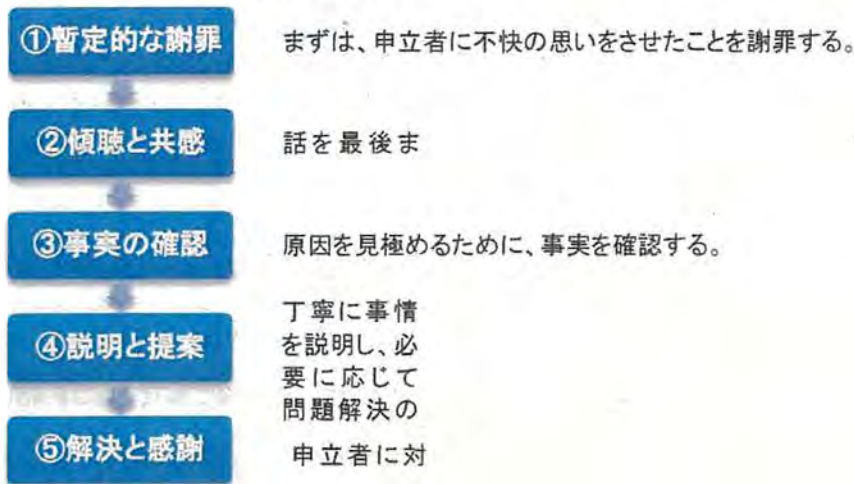 ①暫定的な謝罪
まずは、申立者に不快の思いをさせたことを謝罪する。
②傾聴と共感
話を最後ま
③事実の確認
原因を見極めるために、事実を確認する。
④説明と提案
丁寧に事情
を説明し、必
要に応じて
問題解決の
⑤解決と感謝
申立者に対